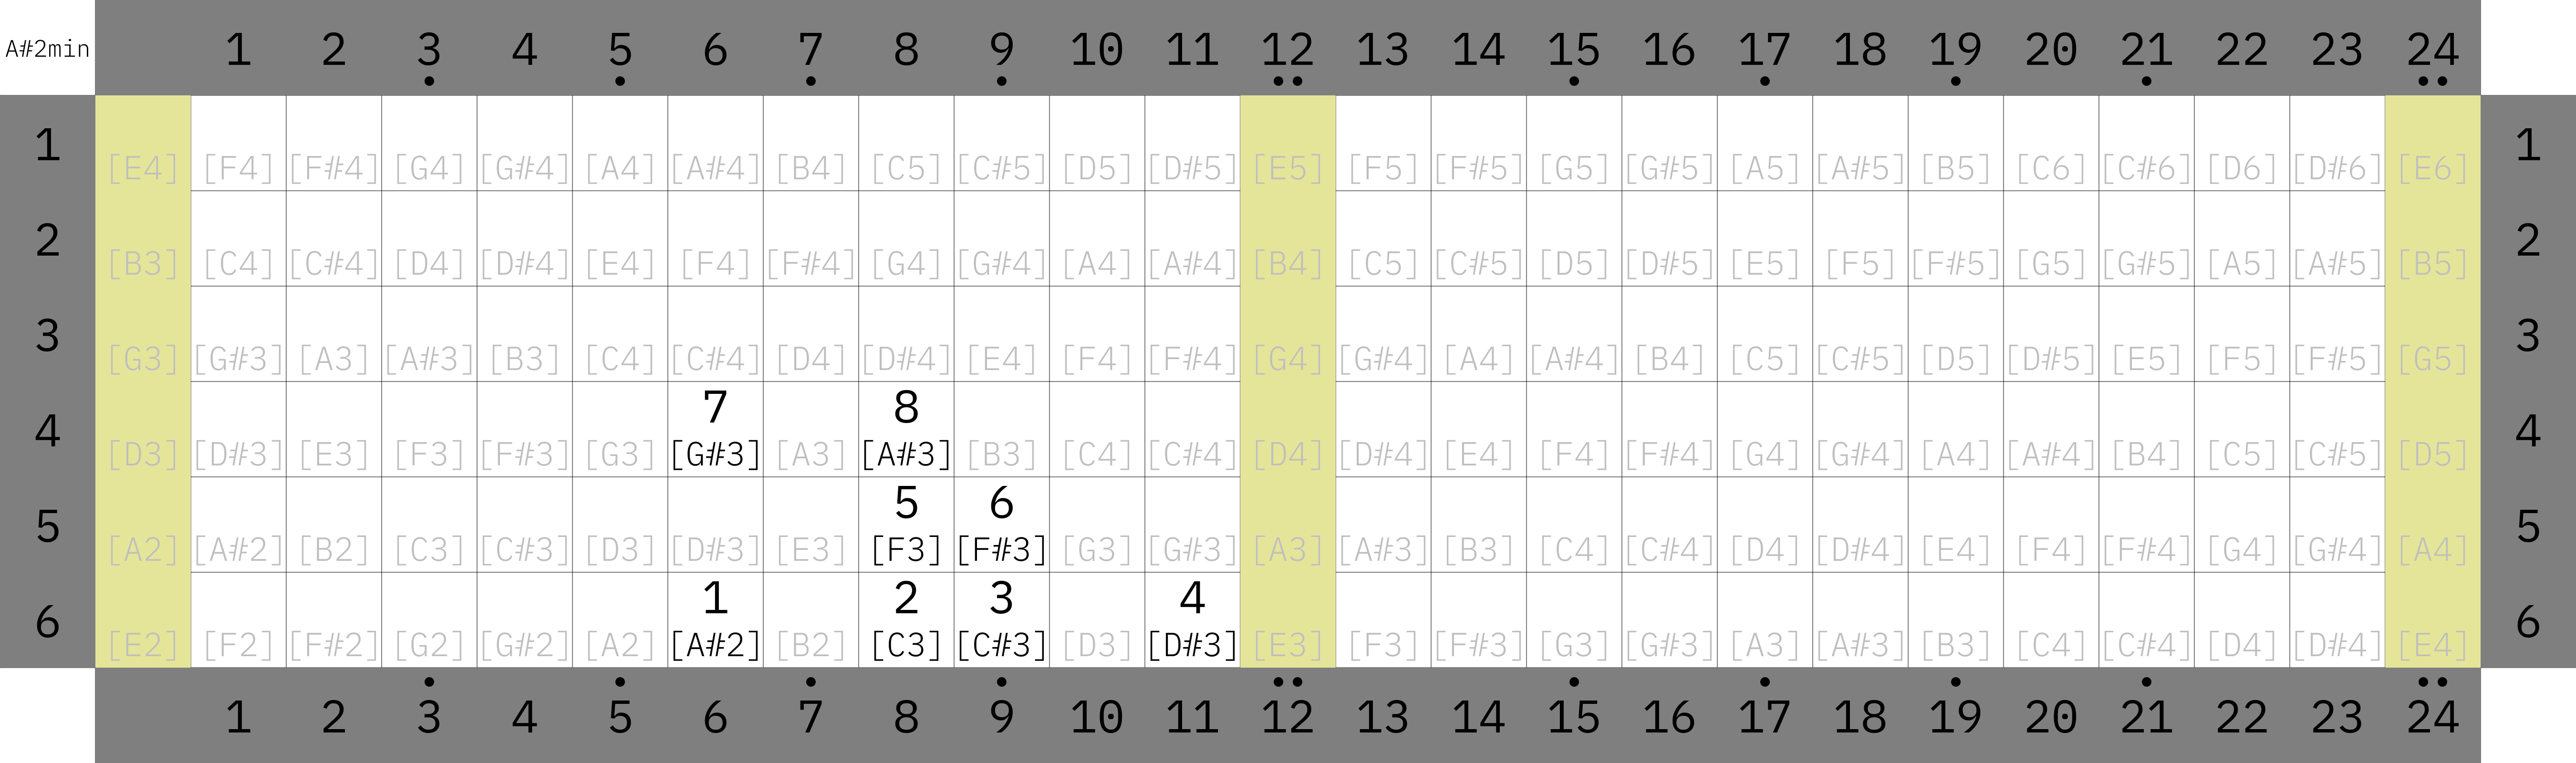 A#2min 1 2 3 4 5 6 7 8 9 10 11 12 13 14 15 16 17 18 19 20 21 22 23 24
1 [E4] [F4] [F#4] [G4] [G#4] [A4] [A#4] [B4] [C5] [C#5] [D5] [D#5] [E5] [F5] [F#5] [G5] [G#5] [A5] [A#5] [B5] [C6] [C#6] [D6] [D#6] [E6] 1
2 [B3] [C4] [C#4] [D4] [D#4] [E4] [F4] [F#4] [G4] [G#4] [A4] [A#4] [B4] [C5] [C#5] [D5] [D#5] [E5] [F5] [F#5] [G5] [G#5] [A5] [A#5] [B5] 2
3 [G3] [G#3] [A3] [A#3] [B3] [C4] [C#4] [D4] [D#4] [E4] [F4] [F#4] [G4] [G#4] [A4] [A#4] [B4] [C5] [C#5] [D5] [D#5] [E5] [F5] [F#5] [G5] 3
7 8
4 [D3] [D#3] [E3] [F3] [F#3] [G3] [G#3] [A3] [A#3] [B3] [C4] [C#4] [D4] [D#4] [E4] [F4] [F#4] [G4] [G#4] [A4] [A#4] [B4] [C5] [C#5] [D5] 4
5 6
5 [A2] [A#2] [B2] [C3] [C#3] [D3] [D#3] [E3] [F3] [F#3] [G3] [G#3] [A3] [A#3] [B3] [C4] [C#4] [D4] [D#4] [E4] [F4] [F#4] [G4] [G#4] [A4] 5
1 2 3 4
6 [E2] [F2] [F#2] [G2] [G#2] [A2] [A#2] [B2] [C3] [C#3] [D3] [D#3] [E3] [F3] [F#3] [G3] [G#3] [A3] [A#3] [B3] [C4] [C#4] [D4] [D#4] [E4] 6
1 2 3 4 5 6 7 8 9 10 11 12 13 14 15 16 17 18 19 20 21 22 23 24